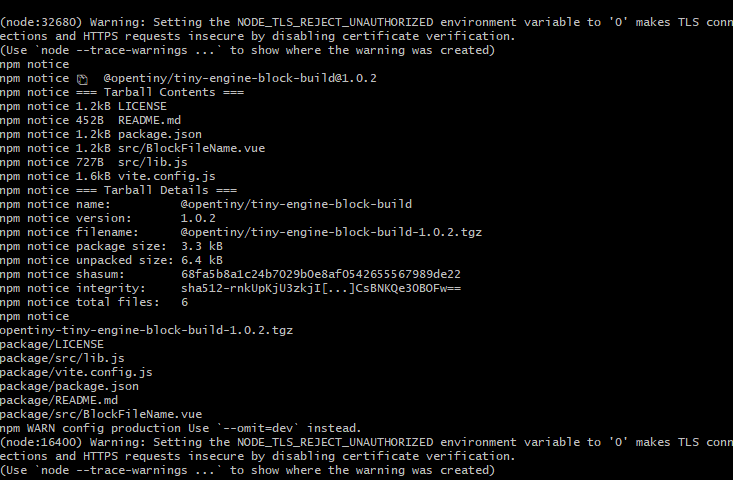 (node:32680) Warning: Setting the NODE_TLS_REJECT_UNAUTHORIZED environment variable to '0' makes TLS conn
ections and HTTPS requests insecure by disabling certificate verification.
(Use `node --trace-warnings ...` to show where the warning was created)
npm notice
npm notice @opentiny/tiny-engine-block-build@1.0.2
npm notice === Tarball Contents ===
npm notice 1.2kB LICENSE
npm notice 452B  README.md
npm notice 1.2kB package.json
npm notice 1.2kB src/BlockFileName.vue
npm notice 727B  src/lib.js
npm notice 1.6kB vite.config.js
npm notice === Tarball Details ===
npm notice name:          @opentiny/tiny-engine-block-build
npm notice version:       1.0.2
npm notice filename:      @opentiny/tiny-engine-block-build-1.0.2.tgz
npm notice package size:  3.3 kB
npm notice unpacked size: 6.4 kB
npm notice shasum:        68fa5b8a1c24b7029b0e8af0542655567989de22
npm notice integrity:     sha512-rnkUpKjU3zkjI[...]CsBNKQe3OBOFw==
npm notice total files:   6
npm notice
opentiny-tiny-engine-block-build-1.0.2.tgz
package/LICENSE
package/src/lib.js
package/vite.config.js
package/package.json
package/README.md
package/src/BlockFileName.vue
npm WARN config production Use `--omit=dev` instead.
(node:16400) Warning: Setting the NODE_TLS_REJECT_UNAUTHORIZED environment variable to '0' makes TLS conn
ections and HTTPS requests insecure by disabling certificate verification.
(Use `node --trace-warnings ...` to show where the warning was created)